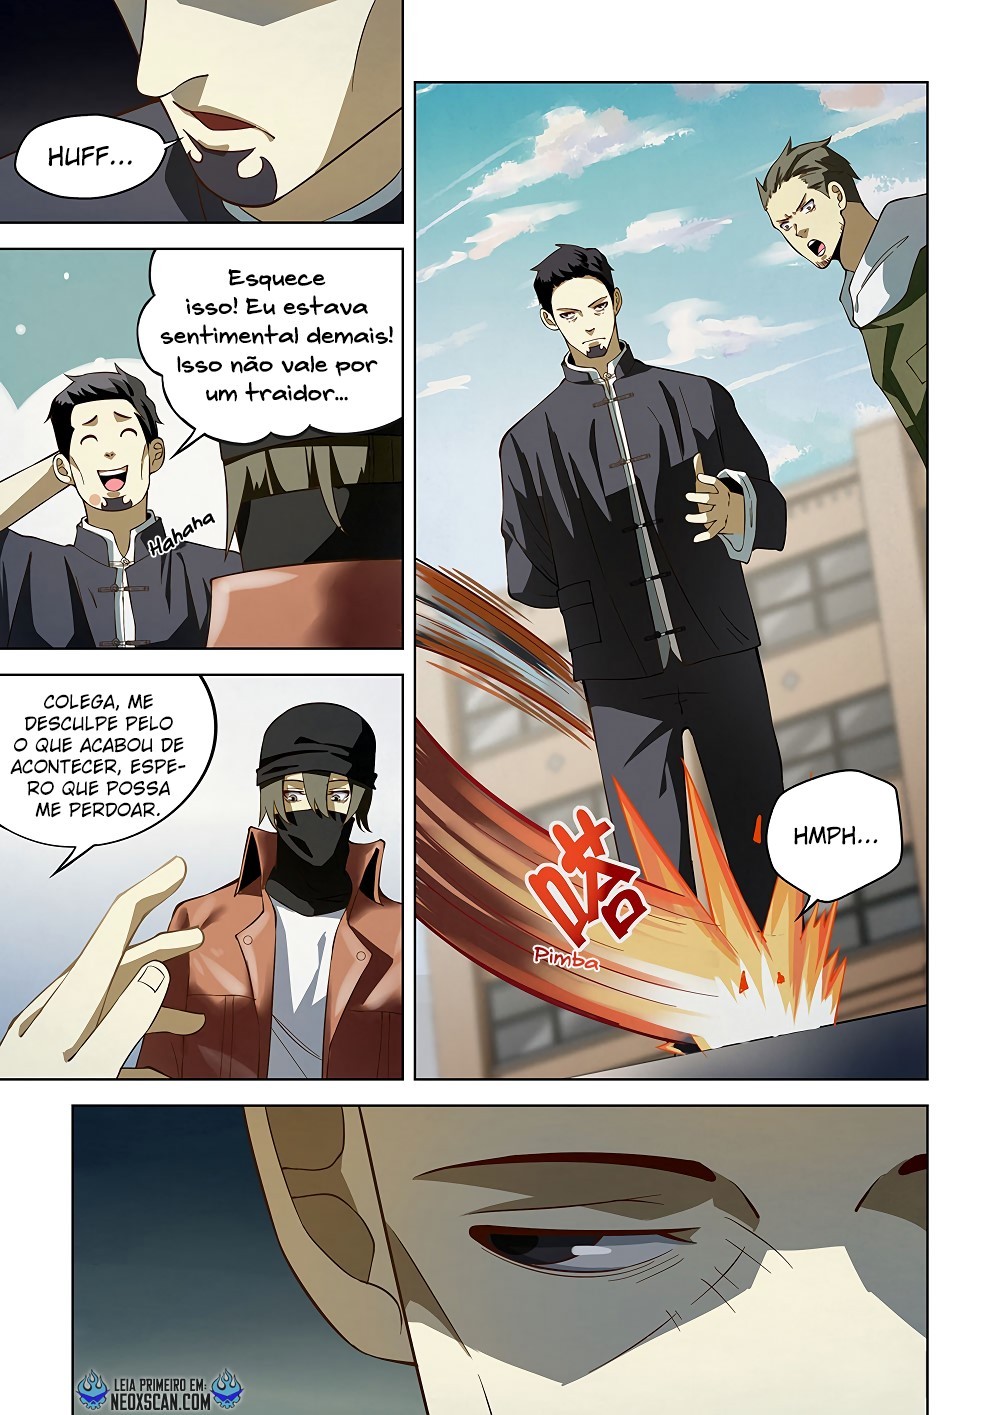 HUFF...
Esquece
isso! Eu estava
sentimental demais!
Isso não vale por
um traidor...
Hahaha
COLEGA, ME
DESCULPE PELO
O QUE ACABOU DE
ACONTECER, ESPE-
RO QUE POSSA
ME PERDOAR.
嗒
Pimba
HMPH...
LEIA PRIMEIRO EM:
NEOXSCAN.COM